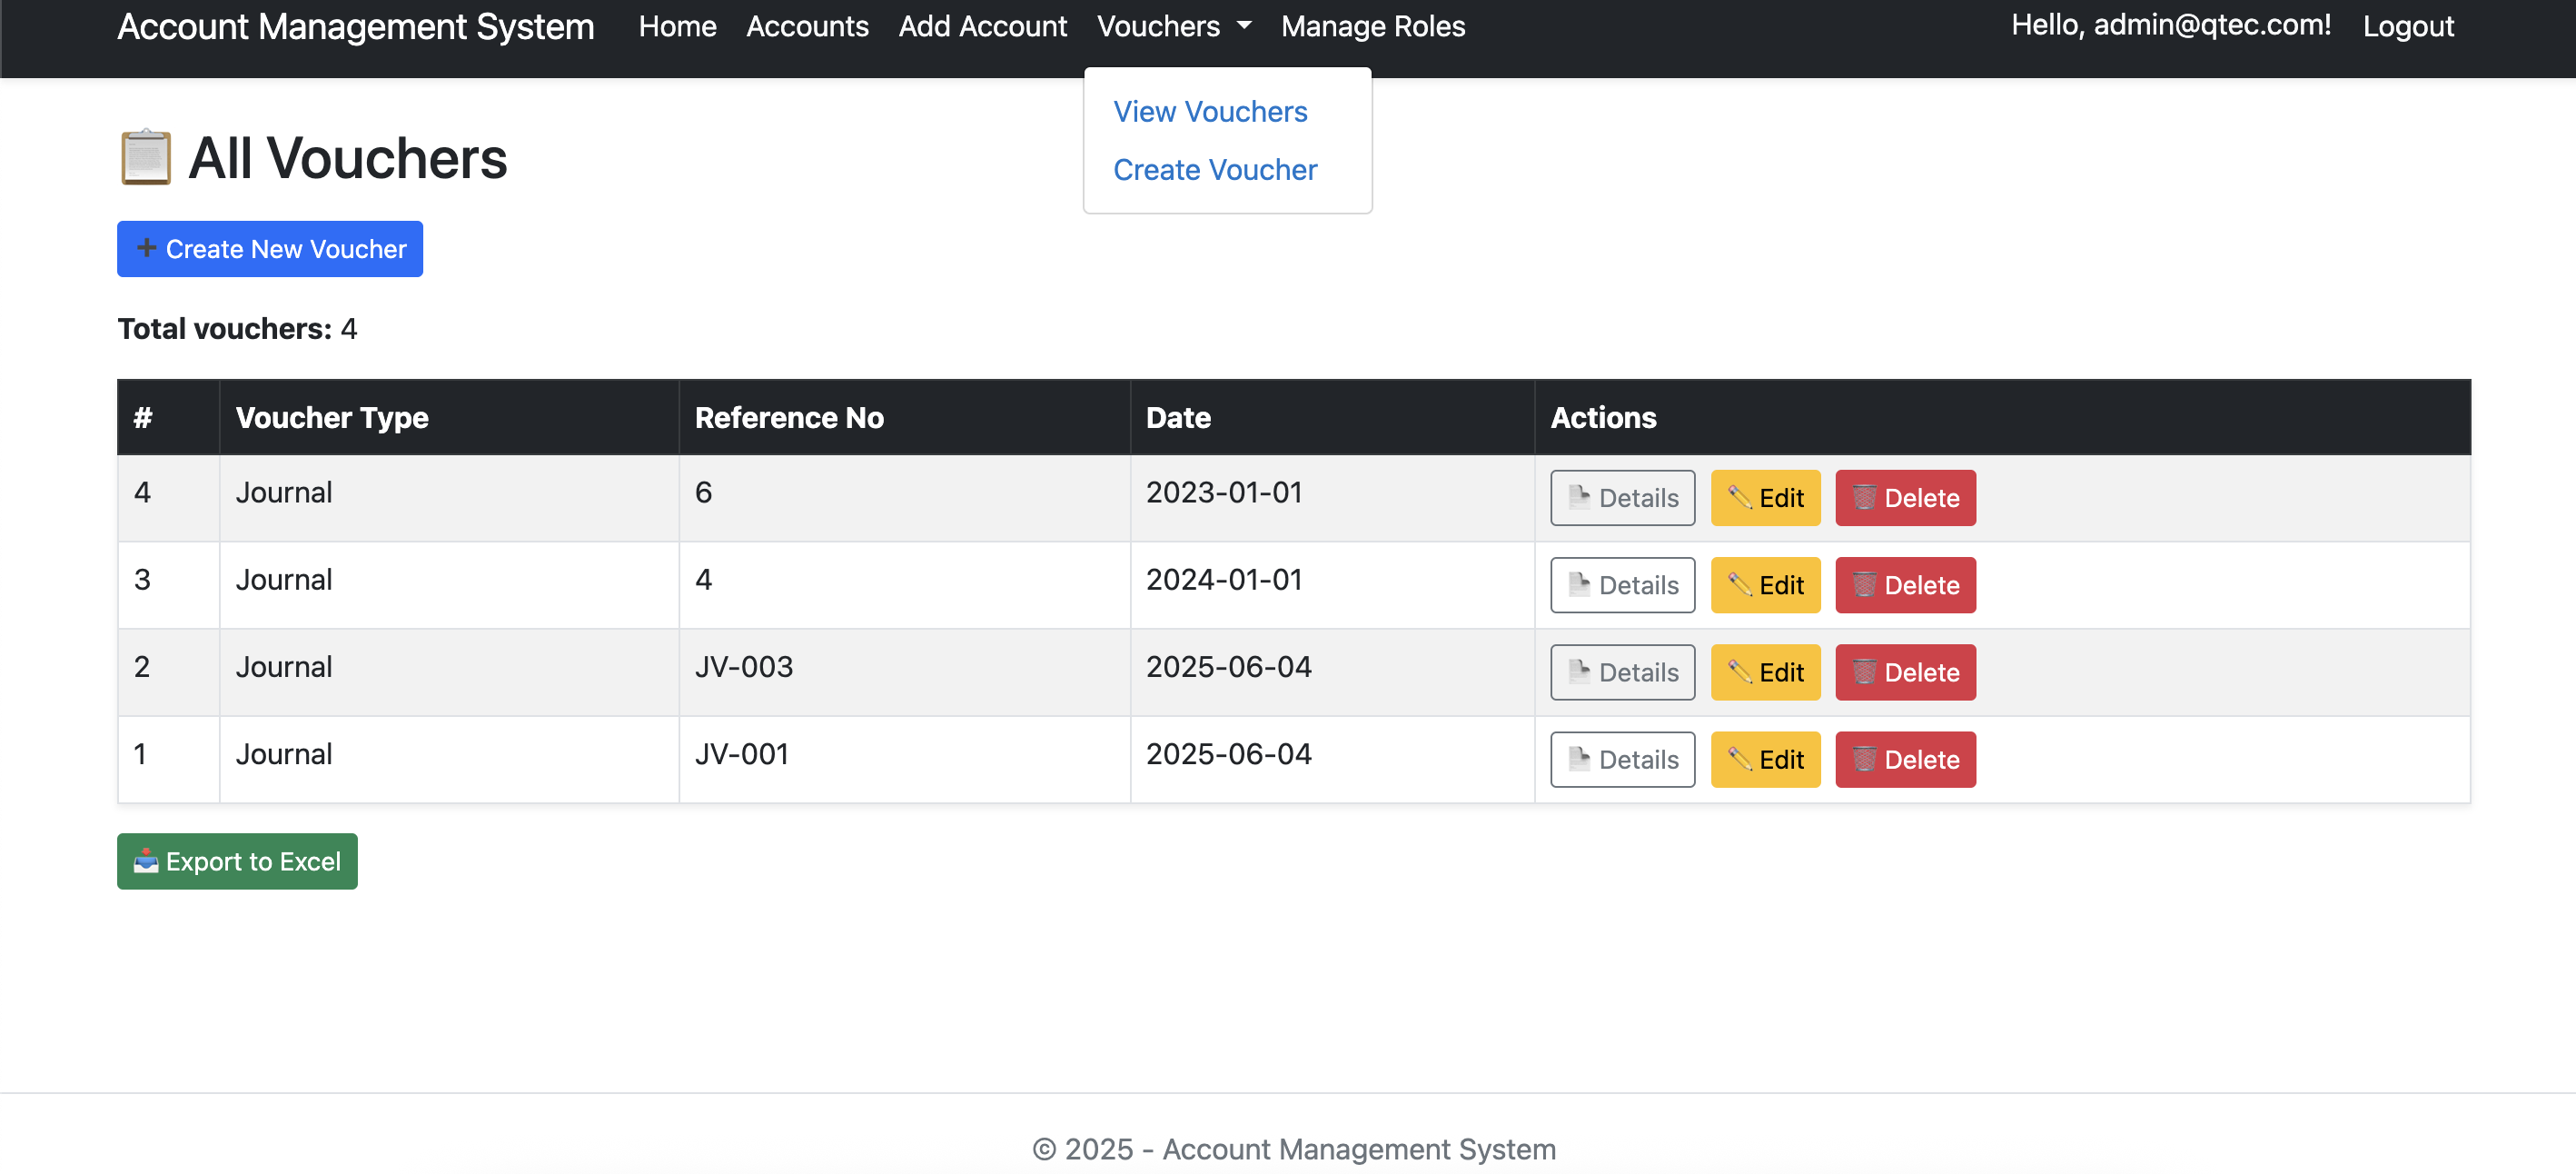 Account Management System Home Accounts Add Account Vouchers Manage Roles Hello, admin@qtec.com! Logout
View Vouchers
Create Voucher
All Vouchers
Create New Voucher
Total vouchers: 4
# Voucher Type Reference No Date Actions
4 Journal 6 2023-01-01 Details Edit Delete
3 Journal 4 2024-01-01 Details Edit Delete
2 Journal JV-003 2025-06-04 Details Edit Delete
1 Journal JV-001 2025-06-04 Details Edit Delete
Export to Excel
© 2025 - Account Management System